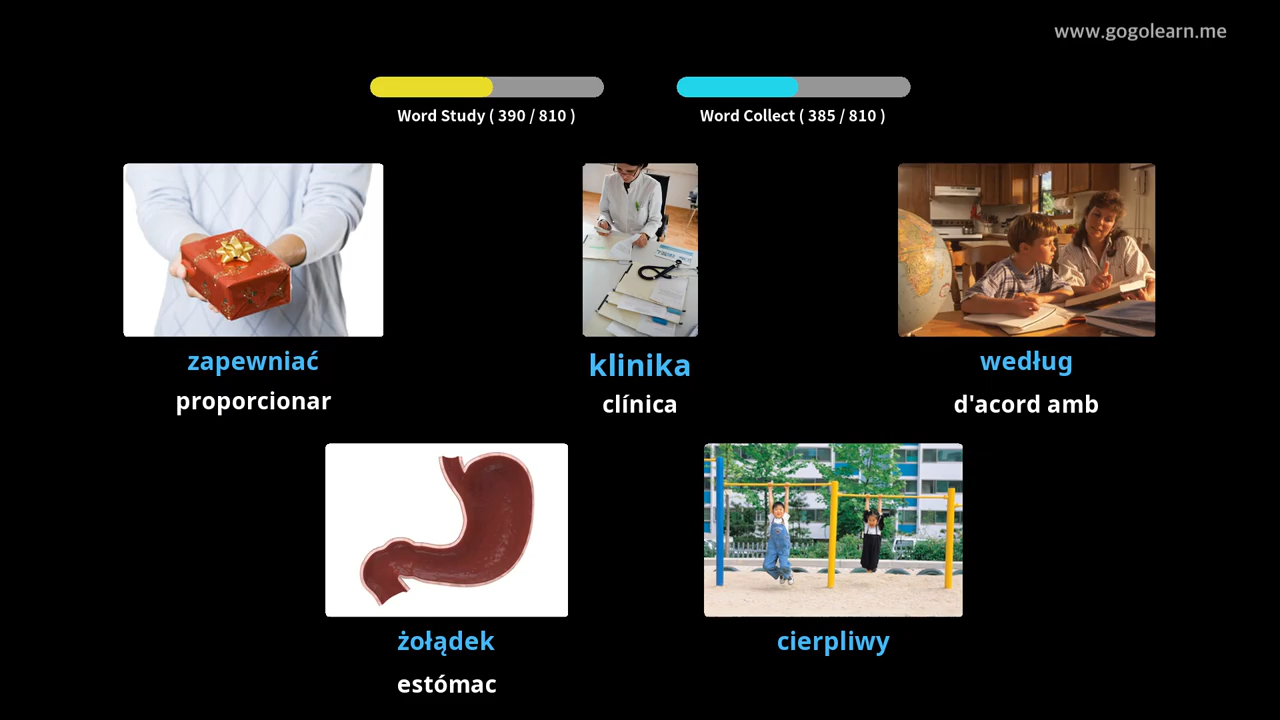 www.gogolearn.me
Word Study ( 390 / 810 )
Word Collect ( 385 / 810 )
zapewniać
proporcionar
klinika
clínica
według
d'acord amb
żołądek
estómac
cierpliwy